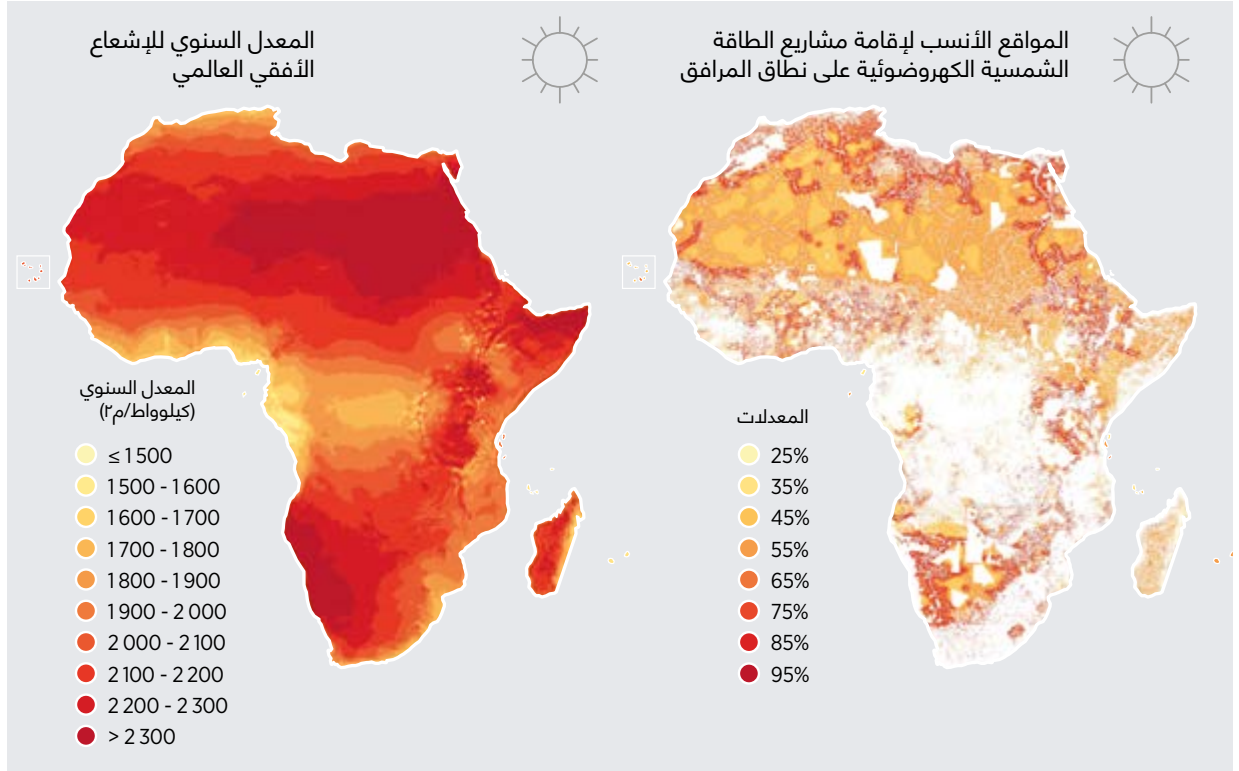 المواقع الأنسب لإقامة مشاريع الطاقة
الشمسية الكهروضوئية على نطاق المرافق
المعدلات
25%
35%
45%
55%
65%
75%
85%
95%
المعدل السنوي للإشعاع
الأفقي العالمي
المعدل السنوي
(كيلوواط/م٢)
≤ 1500
1500 - 1600
1600 - 1700
1700 - 1800
1800 - 1900
1900 - 2 000
2 000 - 2 100
2 100 - 2 200
2 200 - 2 300
> 2 300